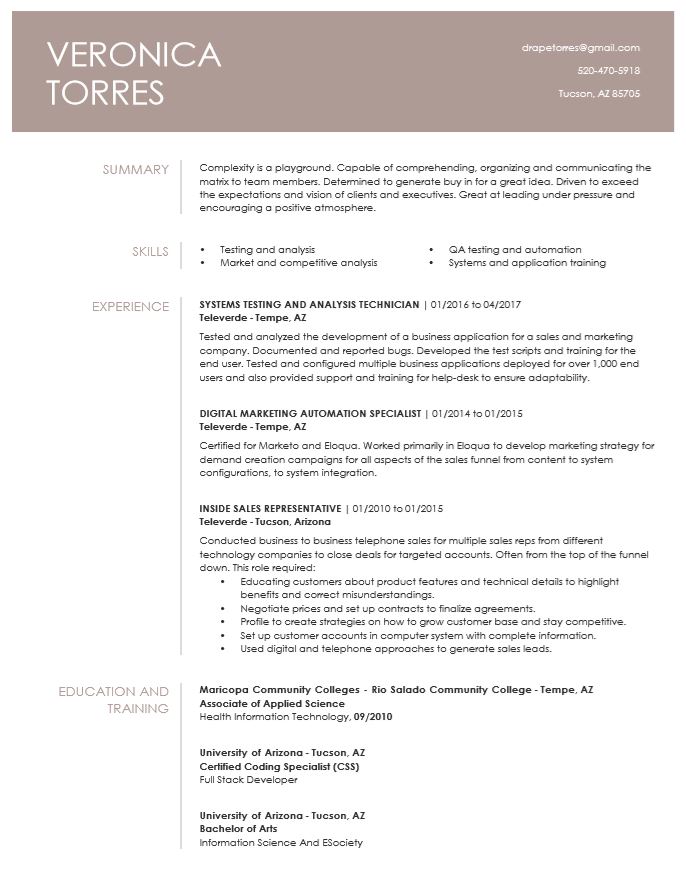 VERONICA
TORRES
drapetorres@gmail.com
520-470-5918
Tucson, AZ 85705
SUMMARY
Complexity is a playground. Capable of comprehending, organizing and communicating the
matrix to team members. Determined to generate buy in for a great idea. Driven to exceed
the expectations and vision of clients and executives. Great at leading under pressure and
encouraging a positive atmosphere.
SKILLS
• Testing and analysis
• Market and competitive analysis
• QA testing and automation
• Systems and application training
EXPERIENCE
SYSTEMS TESTING AND ANALYSIS TECHNICIAN | 01/2016 to 04/2017
Televerde - Tempe, AZ
Tested and analyzed the development of a business application for a sales and marketing
company. Documented and reported bugs. Developed the test scripts and training for the
end user. Tested and configured multiple business applications deployed for over 1,000 end
users and also provided support and training for help-desk to ensure adaptability.
DIGITAL MARKETING AUTOMATION SPECIALIST | 01/2014 to 01/2015
Televerde - Tempe, AZ
Certified for Marketo and Eloqua. Worked primarily in Eloqua to develop marketing strategy for
demand creation campaigns for all aspects of the sales funnel from content to system
configurations, to system integration.
INSIDE SALES REPRESENTATIVE | 01/2010 to 01/2015
Televerde - Tucson, Arizona
Conducted business to business telephone sales for multiple sales reps from different
technology companies to close deals for targeted accounts. Often from the top of the funnel
down. This role required:
• Educating customers about product features and technical details to highlight
benefits and correct misunderstandings.
• Negotiate prices and set up contracts to finalize agreements.
• Profile to create strategies on how to grow customer base and stay competitive.
• Set up customer accounts in computer system with complete information.
• Used digital and telephone approaches to generate sales leads.
EDUCATION AND
TRAINING
Maricopa Community Colleges - Rio Salado Community College - Tempe, AZ
Associate of Applied Science
Health Information Technology, 09/2010
University of Arizona - Tucson, AZ
Certified Coding Specialist (CSS)
Full Stack Developer
University of Arizona - Tucson, AZ
Bachelor of Arts
Information Science And ESociety